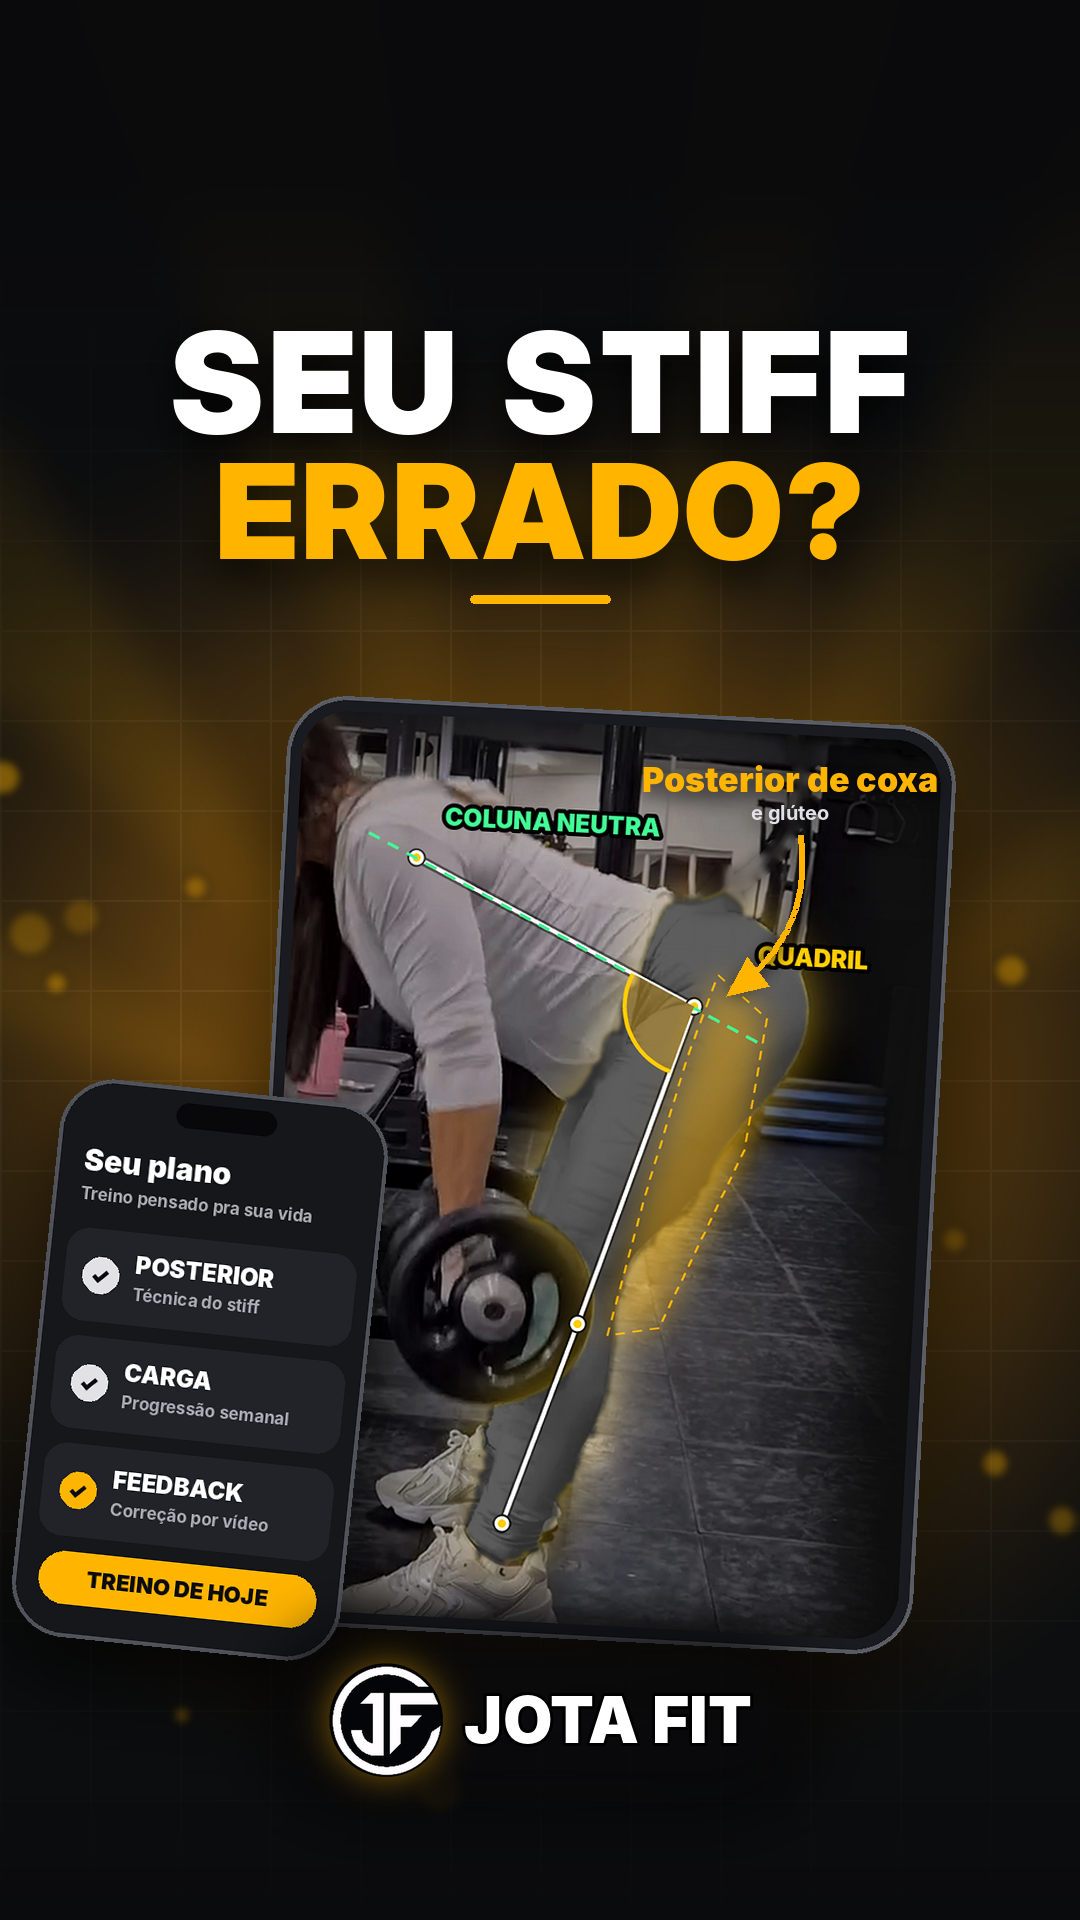 SEU STIFF
ERRADO?
Posterior de coxa
e glúteo
COLUNA NEUTRA
QUADRIL
Seu plano
Treino pensado pra sua vida
POSTERIOR
Técnica do stiff
CARGA
Progressão semanal
FEEDBACK
Correção por vídeo
TREINO DE HOJE
JF JOTA FIT